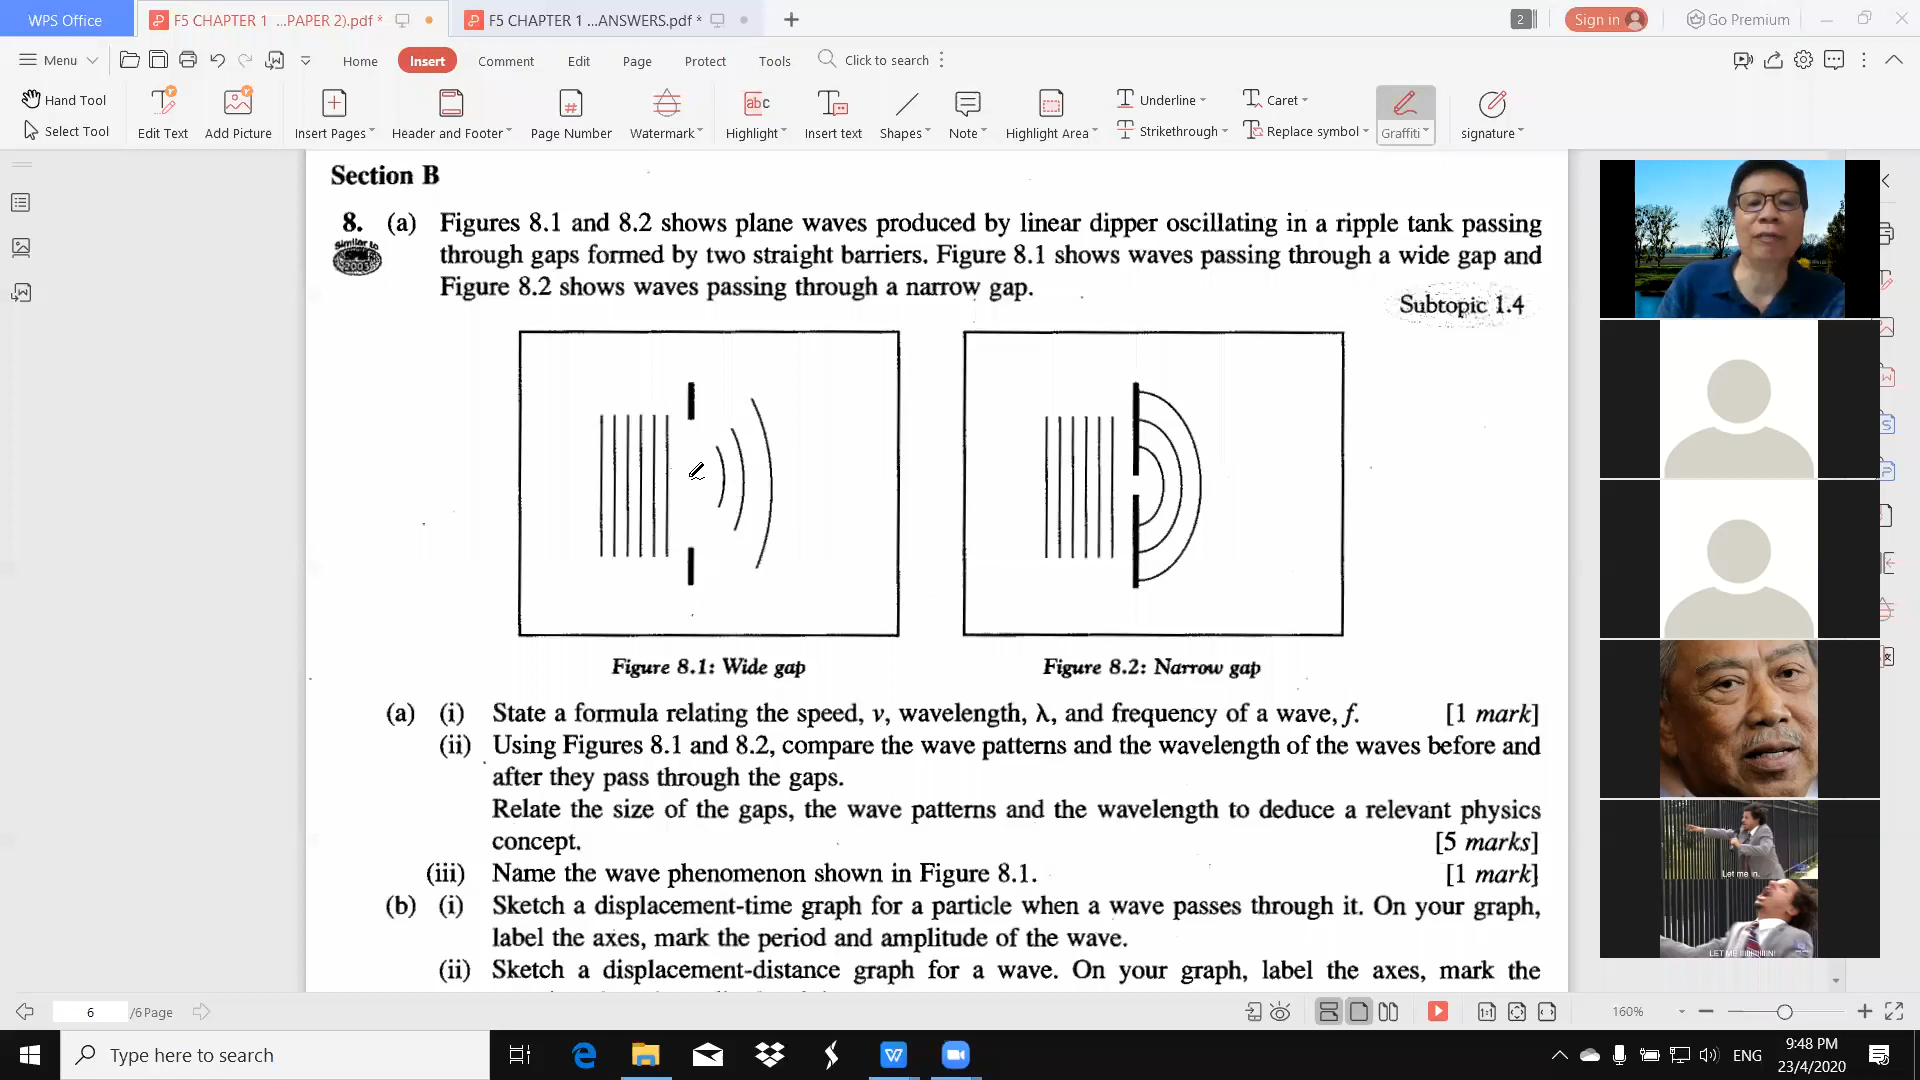 WPS Office
F5 CHAPTER 1 ...PAPER 2).pdf *
F5 CHAPTER 1 ...ANSWERS.pdf *
2
Sign in
Go Premium
Menu
Home
Insert
Comment
Edit
Page
Protect
Tools
Click to search
Hand Tool
Select Tool
Edit Text
Add Picture
Insert Pages
Header and Footer
Page Number
Watermark
Highlight
Insert text
Shapes
Note
Highlight Area
Underline
Strikethrough
Caret
Replace symbol
Graffiti
signature
Section B
8. (a) Figures 8.1 and 8.2 shows plane waves produced by linear dipper oscillating in a ripple tank passing
Similar to
SPM
2003
through gaps formed by two straight barriers. Figure 8.1 shows waves passing through a wide gap and
Figure 8.2 shows waves passing through a narrow gap.
Subtopic 1.4
Figure 8.1: Wide gap
Figure 8.2: Narrow gap
(a) (i) State a formula relating the speed, v, wavelength, λ, and frequency of a wave, f. [1 mark]
(ii) Using Figures 8.1 and 8.2, compare the wave patterns and the wavelength of the waves before and
after they pass through the gaps.
Relate the size of the gaps, the wave patterns and the wavelength to deduce a relevant physics
concept. [5 marks]
(iii) Name the wave phenomenon shown in Figure 8.1. [1 mark]
(b) (i) Sketch a displacement-time graph for a particle when a wave passes through it. On your graph,
label the axes, mark the period and amplitude of the wave.
(ii) Sketch a displacement-distance graph for a wave. On your graph, label the axes, mark the
Let me in.
LET ME IIIIIIIIIIIIN!
6 /6 Page
160%
Type here to search
ENG
9:48 PM
23/4/2020